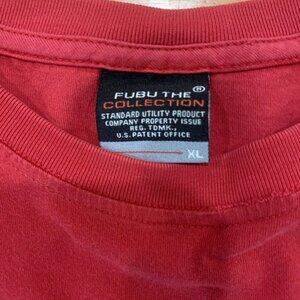 FUBU THE ®
COLLECTION
STANDARD UTILITY PRODUCT
COMPANY PROPERTY ISSUE
REG. TDMK.,
U.S. PATENT OFFICE
XL